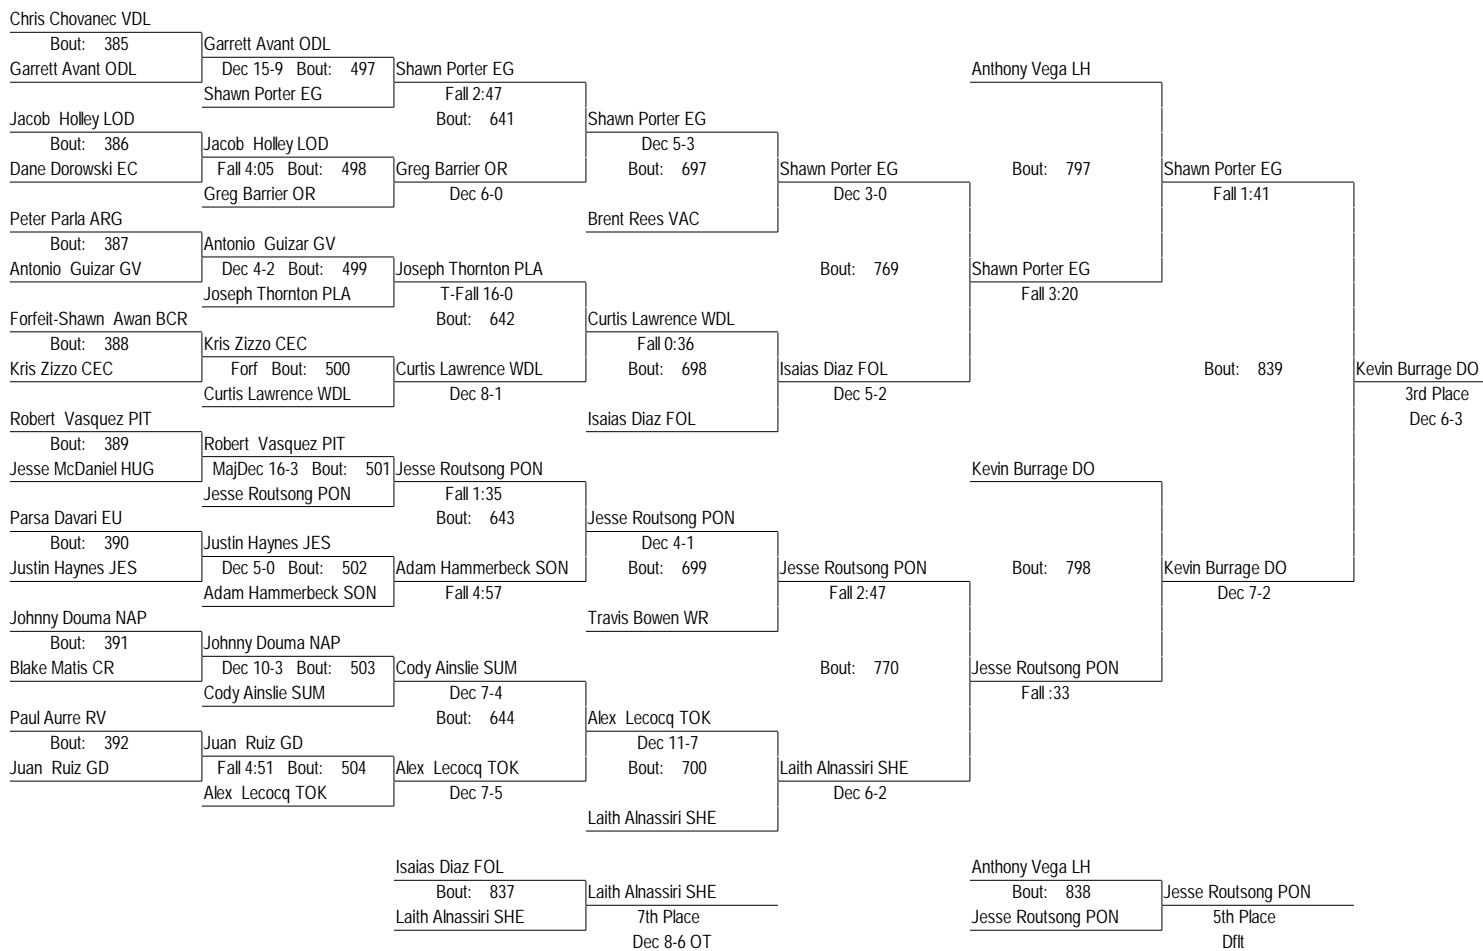 Chris Chovanec VDL
Bout: 385
Garrett Avant ODL
Jacob Holley LOD
Bout: 386
Dane Dorowski EC
Peter Parla ARG
Bout: 387
Antonio Guizar GV
Forfeit-Shawn Awan BCR
Bout: 388
Kris Zizzo CEC
Robert Vasquez PIT
Bout: 389
Jesse McDaniel HUG
Parsa Davari EU
Bout: 390
Justin Haynes JES
Johnny Douma NAP
Bout: 391
Blake Matis CR
Paul Aurre RV
Bout: 392
Juan Ruiz GD
Garrett Avant ODL
Dec 15-9 Bout: 497
Shawn Porter EG
Jacob Holley LOD
Fall 4:05 Bout: 498
Greg Barrier OR
Antonio Guizar GV
Dec 4-2 Bout: 499
Joseph Thornton PLA
Kris Zizzo CEC
Forf Bout: 500
Curtis Lawrence WDL
Robert Vasquez PIT
MajDec 16-3 Bout: 501
Jesse Routsong PON
Justin Haynes JES
Dec 5-0 Bout: 502
Adam Hammerbeck SON
Johnny Douma NAP
Dec 10-3 Bout: 503
Cody Ainslie SUM
Juan Ruiz GD
Fall 4:51 Bout: 504
Alex Lecocq TOK
Shawn Porter EG
Fall 2:47
Bout: 641
Greg Barrier OR
Dec 6-0
Joseph Thornton PLA
T-Fall 16-0
Bout: 642
Curtis Lawrence WDL
Dec 8-1
Jesse Routsong PON
Fall 1:35
Bout: 643
Adam Hammerbeck SON
Fall 4:57
Cody Ainslie SUM
Dec 7-4
Bout: 644
Alex Lecocq TOK
Dec 7-5
Shawn Porter EG
Dec 5-3
Bout: 697
Brent Rees VAC
Curtis Lawrence WDL
Fall 0:36
Bout: 698
Isaias Diaz FOL
Jesse Routsong PON
Dec 4-1
Bout: 699
Travis Bowen WR
Alex Lecocq TOK
Dec 11-7
Bout: 700
Laith Alnassiri SHE
Shawn Porter EG
Dec 3-0
Bout: 769
Isaias Diaz FOL
Dec 5-2
Jesse Routsong PON
Fall 2:47
Bout: 770
Laith Alnassiri SHE
Dec 6-2
Anthony Vega LH
Bout: 797
Shawn Porter EG
Fall 3:20
Kevin Burrage DO
Bout: 798
Jesse Routsong PON
Fall :33
Shawn Porter EG
Fall 1:41
Bout: 839
Kevin Burrage DO
Dec 7-2
Kevin Burrage DO
3rd Place
Dec 6-3
Isaias Diaz FOL
Bout: 837
Laith Alnassiri SHE
Laith Alnassiri SHE
7th Place
Dec 8-6 OT
Anthony Vega LH
Bout: 838
Jesse Routsong PON
Jesse Routsong PON
5th Place
Dflt